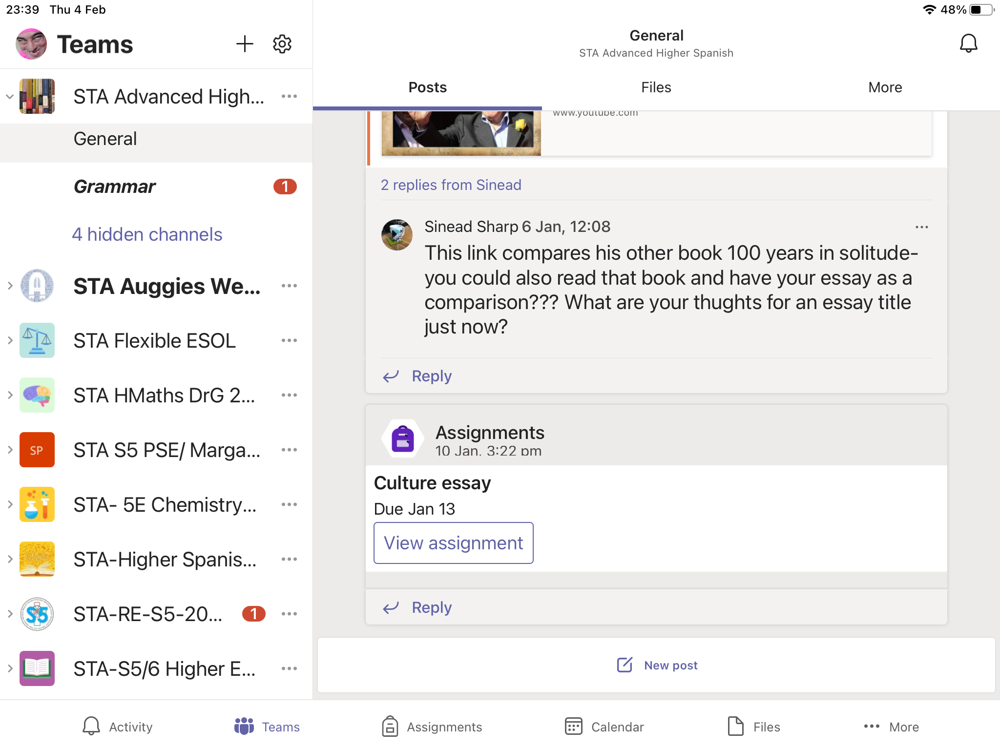 23:39 Thu 4 Feb
48%
Teams
STA Advanced High...
General
Grammar
1
4 hidden channels
STA Auggies We...
STA Flexible ESOL
STA HMaths DrG 2...
SP
STA S5 PSE/ Marga...
STA- 5E Chemistry...
ESPAÑOL
STA-Higher Spanis...
S5
STA-RE-S5-20...
1
STA-S5/6 Higher E...
General
STA Advanced Higher Spanish
Posts
Files
More
www.youtube.com
2 replies from Sinead
Sinead Sharp 6 Jan, 12:08
This link compares his other book 100 years in solitude-
you could also read that book and have your essay as a
comparison??? What are your thughts for an essay title
just now?
Reply
Assignments
10 Jan, 3:22 pm
Culture essay
Due Jan 13
View assignment
Reply
New post
Activity
Teams
Assignments
Calendar
Files
More